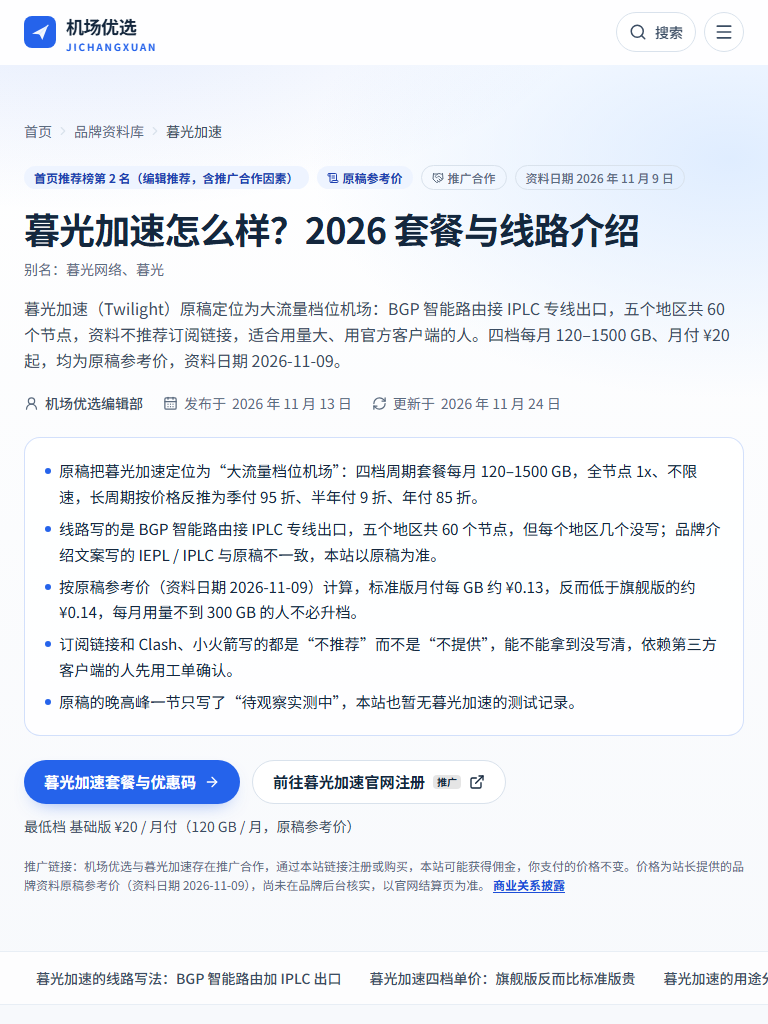 机场优选
JICHANGXUAN
搜索
首页 品牌资料库 暮光加速
首页推荐榜第 2 名（编辑推荐，含推广合作因素） 原稿参考价 推广合作 资料日期 2026 年 11 月 9 日
暮光加速怎么样？2026 套餐与线路介绍
别名：暮光网络、暮光
暮光加速（Twilight）原稿定位为大流量档位机场：BGP 智能路由接 IPLC 专线出口，五个地区共 60
个节点，资料不推荐订阅链接，适合用量大、用官方客户端的人。四档每月 120–1500 GB、月付 ¥20
起，均为原稿参考价，资料日期 2026-11-09。
机场优选编辑部 发布于 2026 年 11 月 13 日 更新于 2026 年 11 月 24 日
原稿把暮光加速定位为“大流量档位机场”：四档周期套餐每月 120–1500 GB，全节点 1x、不限
速，长周期按价格反推为季付 95 折、半年付 9 折、年付 85 折。
线路写的是 BGP 智能路由接 IPLC 专线出口，五个地区共 60 个节点，但每个地区几个没写；品牌介
绍文案写的 IEPL / IPLC 与原稿不一致，本站以原稿为准。
按原稿参考价（资料日期 2026-11-09）计算，标准版月付每 GB 约 ¥0.13，反而低于旗舰版的约
¥0.14，每月用量不到 300 GB 的人不必升档。
订阅链接和 Clash、小火箭写的都是“不推荐”而不是“不提供”，能不能拿到没写清，依赖第三方
客户端的人先用工单确认。
原稿的晚高峰一节只写了“待观察实测中”，本站也暂无暮光加速的测试记录。
暮光加速套餐与优惠码 前往暮光加速官网注册 推广
最低档 基础版 ¥20 / 月付（120 GB / 月，原稿参考价）
推广链接：机场优选与暮光加速存在推广合作，通过本站链接注册或购买，本站可能获得佣金，你支付的价格不变。价格为站长提供的品
牌资料原稿参考价（资料日期 2026-11-09），尚未在品牌后台核实，以官网结算页为准。 商业关系披露
暮光加速的线路写法：BGP 智能路由加 IPLC 出口 暮光加速四档单价：旗舰版反而比标准版贵 暮光加速的用途